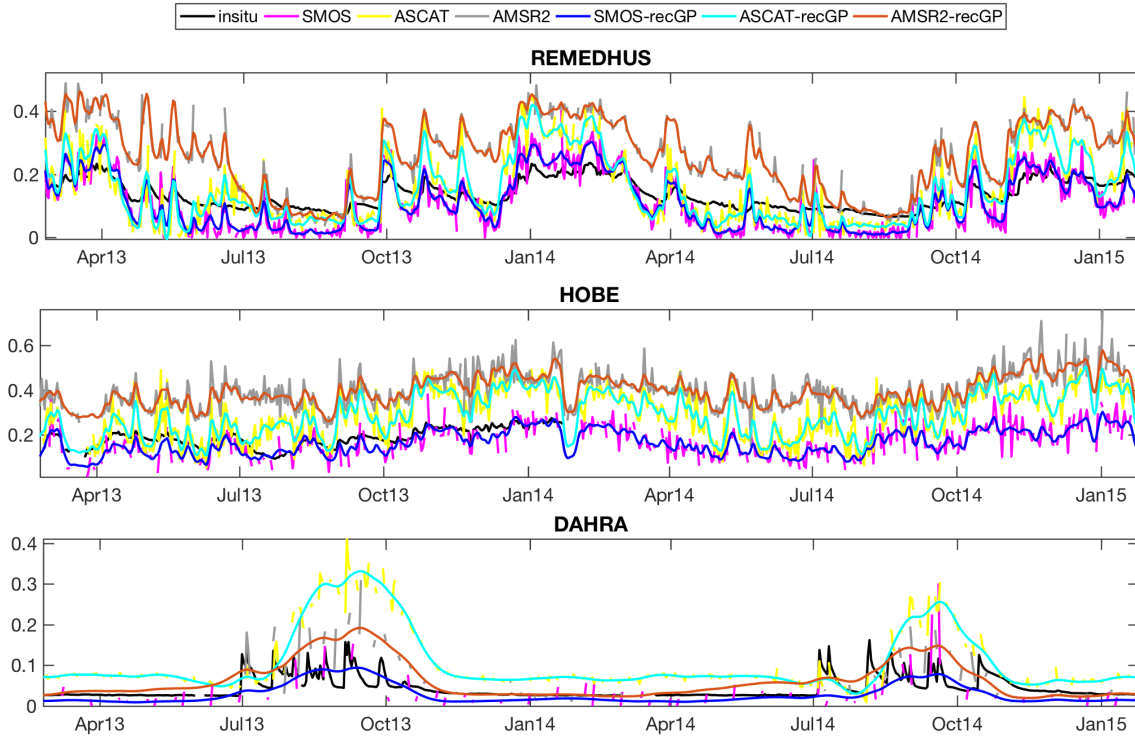 insitu SMOS ASCAT AMSR2 SMOS-recGP ASCAT-recGP AMSR2-recGP
REMEDHUS
0.4
0.2
0
Apr13 Jul13 Oct13 Jan14 Apr14 Jul14 Oct14 Jan15
HOBE
0.6
0.4
0.2
Apr13 Jul13 Oct13 Jan14 Apr14 Jul14 Oct14 Jan15
DAHRA
0.4
0.3
0.2
0.1
0
Apr13 Jul13 Oct13 Jan14 Apr14 Jul14 Oct14 Jan15